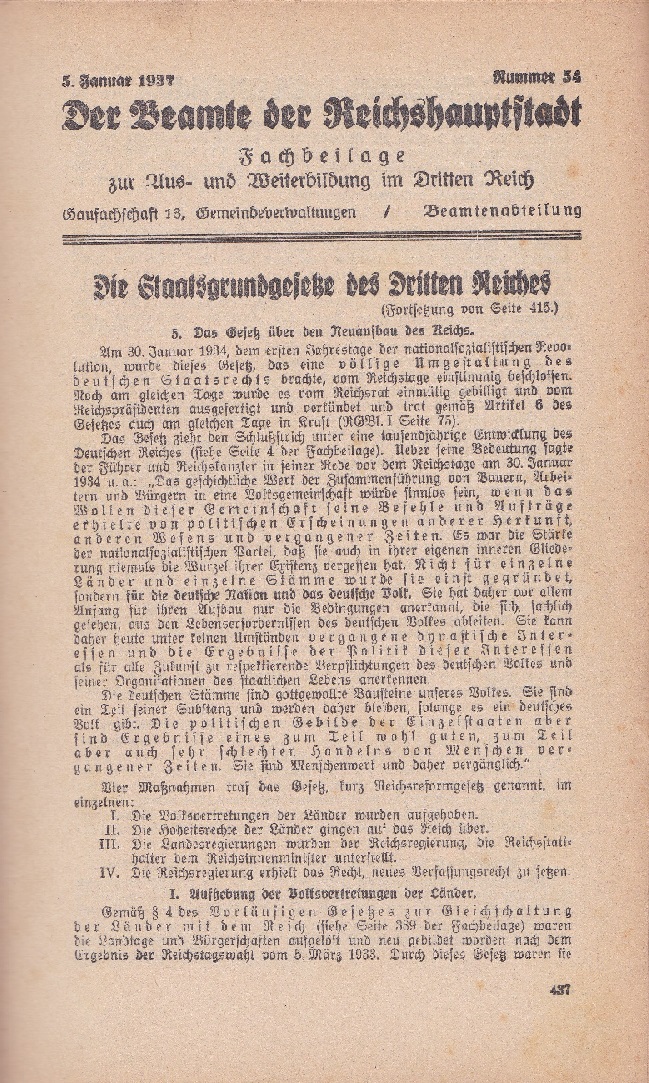 5. Januar 1937 Nummer 54
Der Beamte der Reichshauptstadt
Fachbeilage
zur Aus- und Weiterbildung im Dritten Reich
Gaufachschaft 13, Gemeindeverwaltungen / Beamtenabteilung
Die Staatsgrundgesetze des Dritten Reiches
(Fortsetzung von Seite 415.)
5. Das Gesetz über den Neuaufbau des Reichs.
Am 30. Januar 1934, dem ersten Jahrestage der nationalsozialistischen Revo-
lution, wurde dieses Gesetz, das eine völlige Umgestaltung des
deutschen Staatsrechts brachte, vom Reichstage einstimmig beschlossen.
Noch am gleichen Tage wurde es vom Reichsrat einmütig gebilligt und vom
Reichspräsidenten ausgefertigt und verkündet und trat gemäß Artikel 6 des
Gesetzes auch am gleichen Tage in Kraft (RGBl. I Seite 75).
Das Gesetz zieht den Schlußstrich unter eine tausendjährige Entwicklung des
Deutschen Reiches (siehe Seite 4 der Fachbeilage). Ueber seine Bedeutung sagte
der Führer und Reichskanzler in seiner Rede vor dem Reichstage am 30. Januar
1934 u. a.: „Das geschichtliche Werk der Zusammenführung von Bauern, Arbei-
tern und Bürgern in eine Volksgemeinschaft würde sinnlos sein, wenn das
Wollen dieser Gemeinschaft seine Befehle und Aufträge
erhielte von politischen Erscheinungen anderer Herkunft,
anderen Wesens und vergangener Zeiten. Es war die Stärke
der nationalsozialistischen Partei, daß sie auch in ihrer eigenen inneren Gliede-
rung niemals die Wurzel ihrer Existenz vergessen hat. Nicht für einzelne
Länder und einzelne Stämme wurde sie einst gegründet,
sondern für die deutsche Nation und das deutsche Volk. Sie hat daher vor allem
Anfang für ihren Aufbau nur die Bedingungen anerkannt, die sich, sachlich
gesehen, aus den Lebenserfordernissen des deutschen Volkes ableiten. Sie kann
daher heute unter keinen Umständen vergangene dynastische Inter-
essen und die Ergebnisse der Politik dieser Interessen
als für alle Zukunft zu respektierende Verpflichtungen des deutschen Volkes und
seiner Organisationen des staatlichen Lebens anerkennen.
Die deutschen Stämme sind gottgewollte Bausteine unseres Volkes. Sie sind
ein Teil seiner Substanz und werden daher bleiben, solange es ein deutsches
Volk gibt. Die politischen Gebilde der Einzelstaaten aber
sind Ergebnisse eines zum Teil wohl guten, zum Teil
aber auch sehr schlechten Handelns von Menschen ver-
gangener Zeiten. Sie sind Menschenwerk und daher vergänglich.“
Vier Maßnahmen traf das Gesetz, kurz Reichsreformgesetz genannt, im
einzelnen:
I. Die Volksvertretungen der Länder wurden aufgehoben.
II. Die Hoheitsrechte der Länder gingen auf das Reich über.
III. Die Landesregierungen wurden der Reichsregierung, die Reichsstatt-
halter dem Reichsinnenminister unterstellt.
IV. Die Reichsregierung erhielt das Recht, neues Verfassungsrecht zu setzen.
I. Aufhebung der Volksvertretungen der Länder.
Gemäß § 4 des Vorläufigen Gesetzes zur Gleichschaltung
der Länder mit dem Reich (siehe Seite 389 der Fachbeilage) waren
die Landtage und Bürgerschaften aufgelöst und neu gebildet worden nach dem
Ergebnis der Reichstagswahl vom 5. März 1933. Durch dieses Gesetz waren sie
437